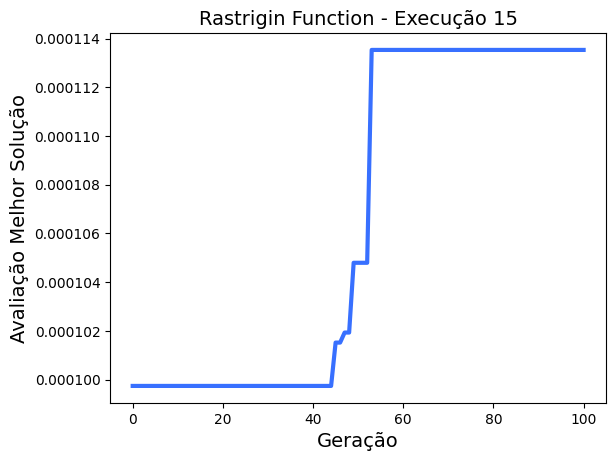 Rastrigin Function - Execução 15
Avaliação Melhor Solução
0.000114
0.000112
0.000110
0.000108
0.000106
0.000104
0.000102
0.000100
0 20 40 60 80 100
Geração